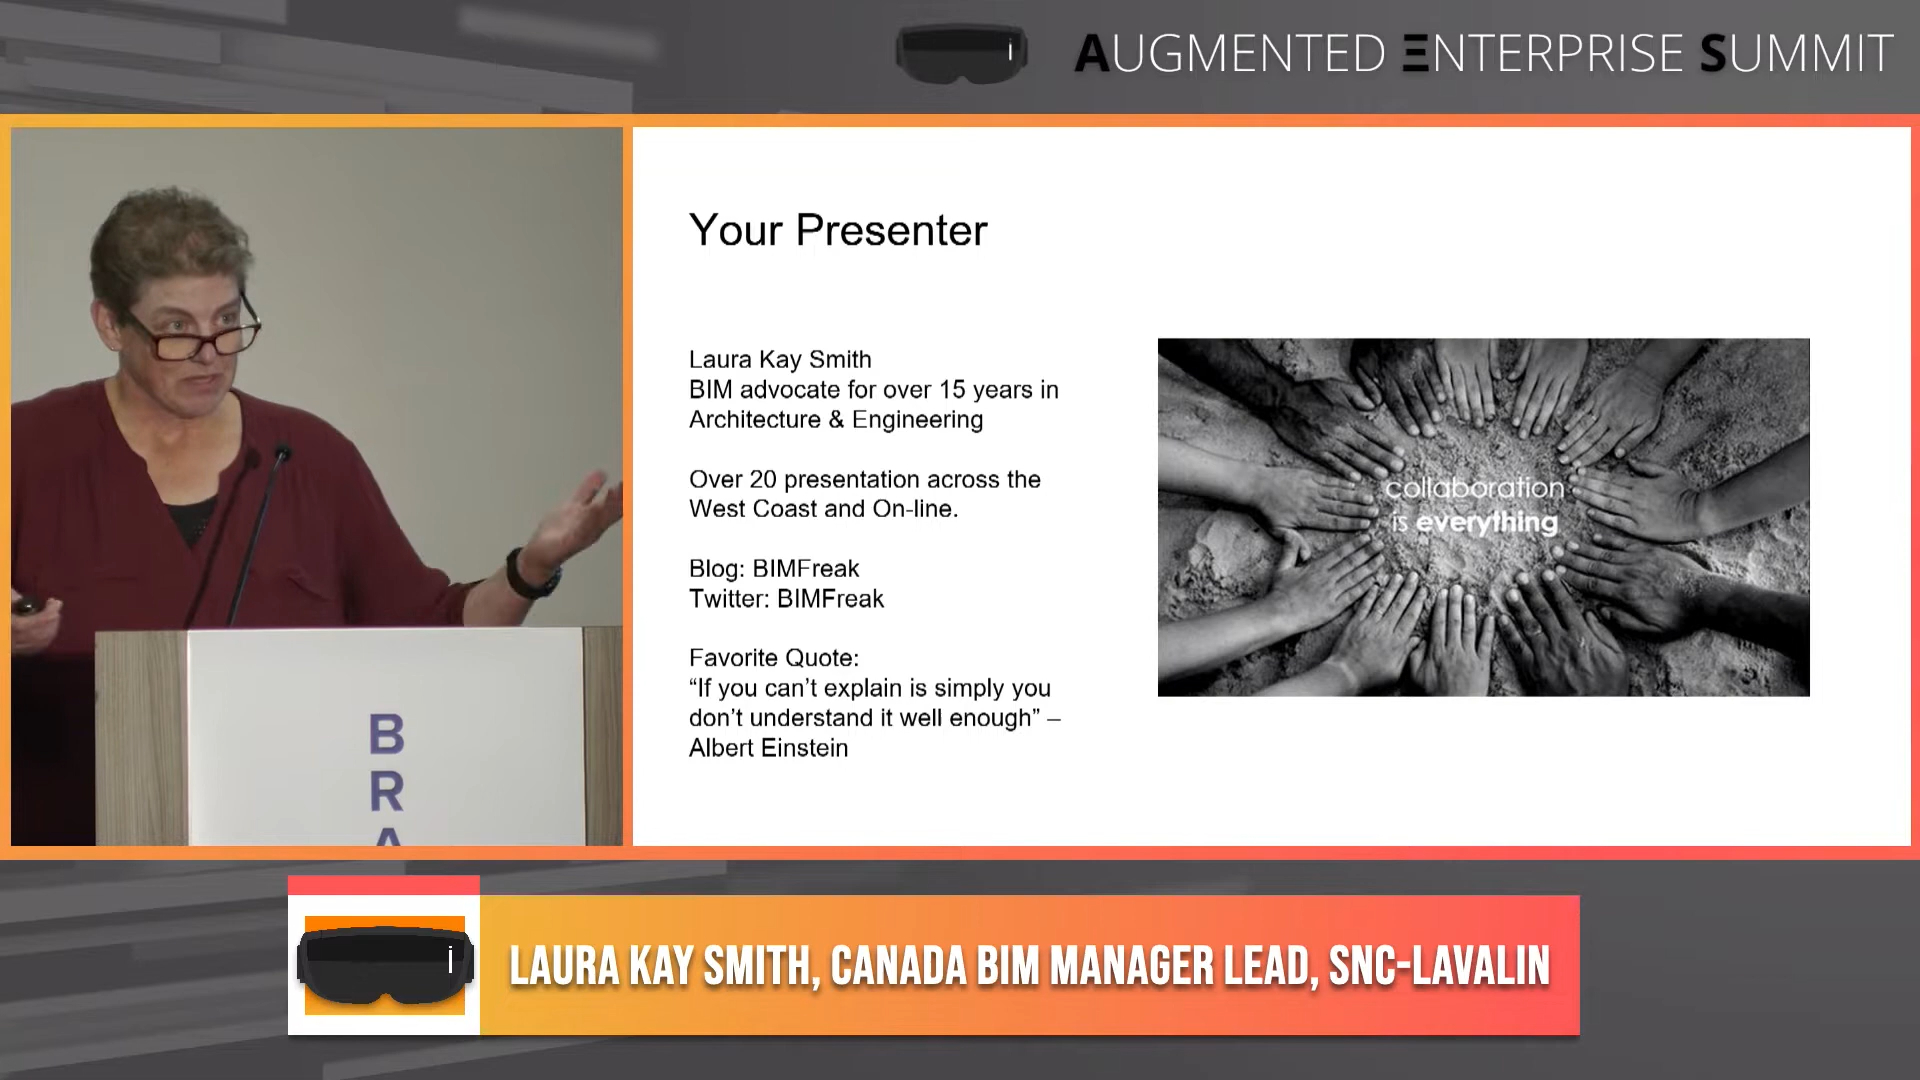 AUGMENTED ENTERPRISE SUMMIT
Your Presenter
Laura Kay Smith
BIM advocate for over 15 years in
Architecture & Engineering
Over 20 presentation across the
West Coast and On-line.
Blog: BIMFreak
Twitter: BIMFreak
Favorite Quote:
“If you can’t explain is simply you
don’t understand it well enough” –
Albert Einstein
collaboration
is everything
B
R
A
LAURA KAY SMITH, CANADA BIM MANAGER LEAD, SNC-LAVALIN